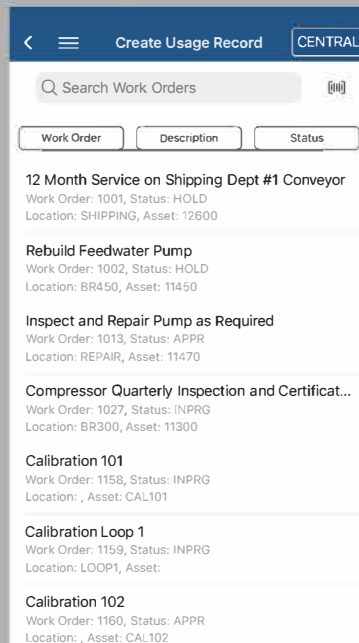 Create Usage Record CENTRAL
Search Work Orders
Work Order Description Status
12 Month Service on Shipping Dept #1 Conveyor
Work Order: 1001, Status: HOLD
Location: SHIPPING, Asset: 12600
Rebuild Feedwater Pump
Work Order: 1002, Status: HOLD
Location: BR450, Asset: 11450
Inspect and Repair Pump as Required
Work Order: 1013, Status: APPR
Location: REPAIR, Asset: 11470
Compressor Quarterly Inspection and Certificat...
Work Order: 1027, Status: INPRG
Location: BR300, Asset: 11300
Calibration 101
Work Order: 1158, Status: INPRG
Location: , Asset: CAL101
Calibration Loop 1
Work Order: 1159, Status: INPRG
Location: LOOP1, Asset:
Calibration 102
Work Order: 1160, Status: APPR
Location: , Asset: CAL102